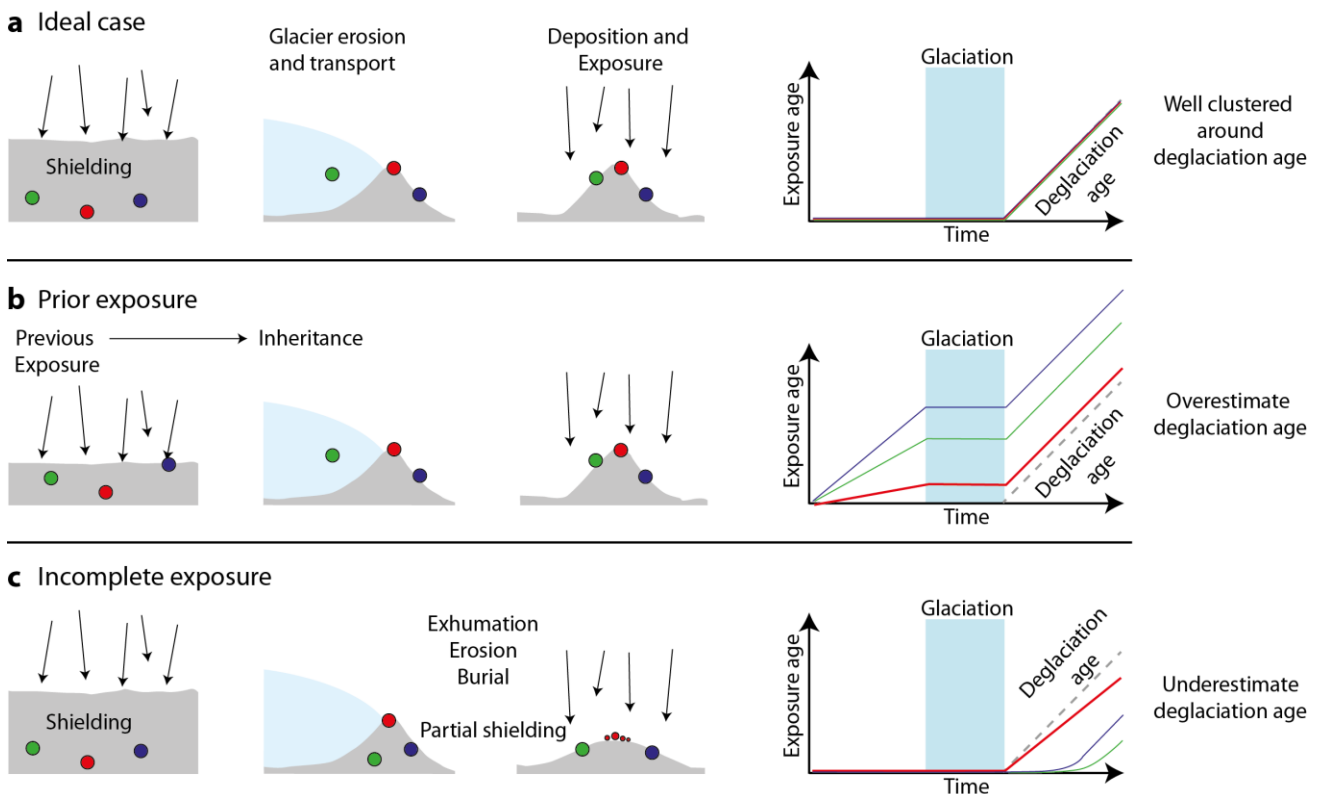 a Ideal case
Glacier erosion
and transport
Deposition and
Exposure
Shielding
Glaciation
Exposure age
Deglaciation
age
Time
Well clustered
around
deglaciation age
b Prior exposure
Previous
Exposure
Inheritance
Glaciation
Exposure age
Deglaciation
age
Time
Overestimate
deglaciation age
c Incomplete exposure
Shielding
Exhumation
Erosion
Burial
Partial shielding
Glaciation
Exposure age
Deglaciation
age
Time
Underestimate
deglaciation age